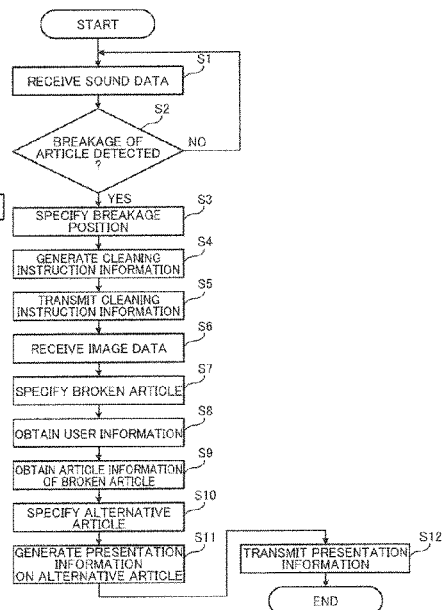 START
S1
RECEIVE SOUND DATA
S2
BREAKAGE OF
ARTICLE DETECTED
?
NO
YES
S3
SPECIFY BREAKAGE
POSITION
S4
GENERATE CLEANING
INSTRUCTION INFORMATION
S5
TRANSMIT CLEANING
INSTRUCTION INFORMATION
S6
RECEIVE IMAGE DATA
S7
SPECIFY BROKEN ARTICLE
S8
OBTAIN USER INFORMATION
S9
OBTAIN ARTICLE INFORMATION
OF BROKEN ARTICLE
S10
SPECIFY ALTERNATIVE
ARTICLE
S11
GENERATE PRESENTATION
INFORMATION
ON ALTERNATIVE ARTICLE
S12
TRANSMIT PRESENTATION
INFORMATION
END